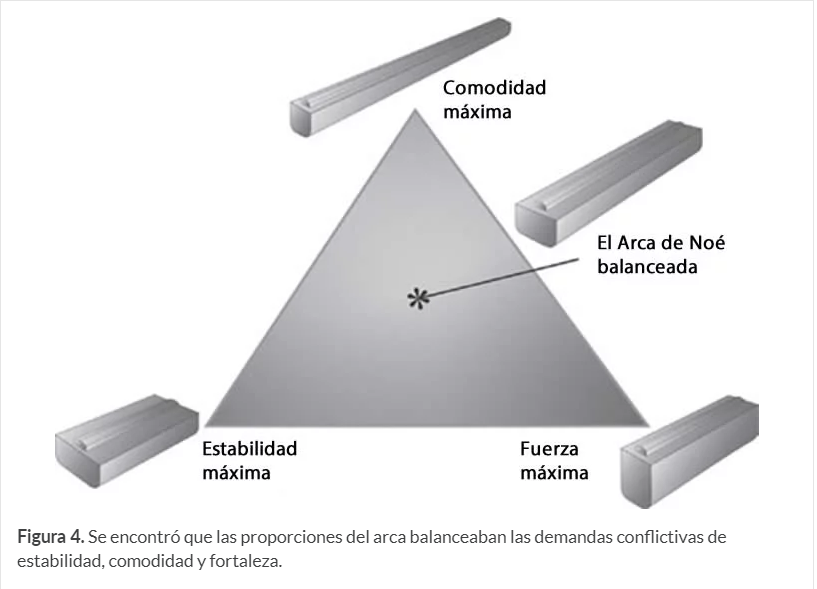 Comodidad
máxima
El Arca de Noé
balanceada
Estabilidad
máxima
Fuerza
máxima
Figura 4. Se encontró que las proporciones del arca balanceaban las demandas conflictivas de
estabilidad, comodidad y fortaleza.